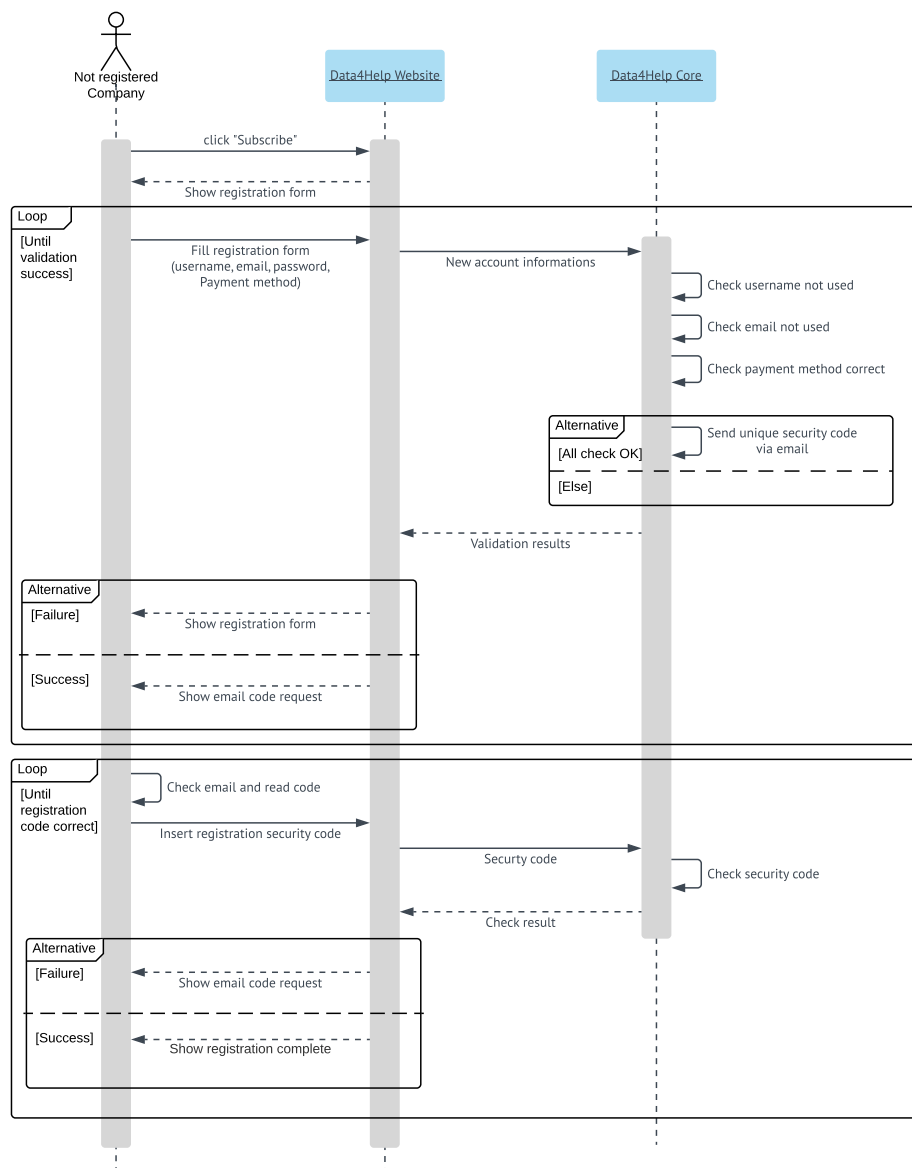 Not registered
Company
Data4Help Website
Data4Help Core
click "Subscribe"
Show registration form
Loop
[Until
validation
success]
Fill registration form
(username, email, password,
Payment method)
New account informations
Check username not used
Check email not used
Check payment method correct
Alternative
[All check OK]
Send unique security code
via email
[Else]
Validation results
Alternative
[Failure]
Show registration form
[Success]
Show email code request
Loop
[Until
registration
code correct]
Check email and read code
Insert registration security code
Securty code
Check security code
Check result
Alternative
[Failure]
Show email code request
[Success]
Show registration complete